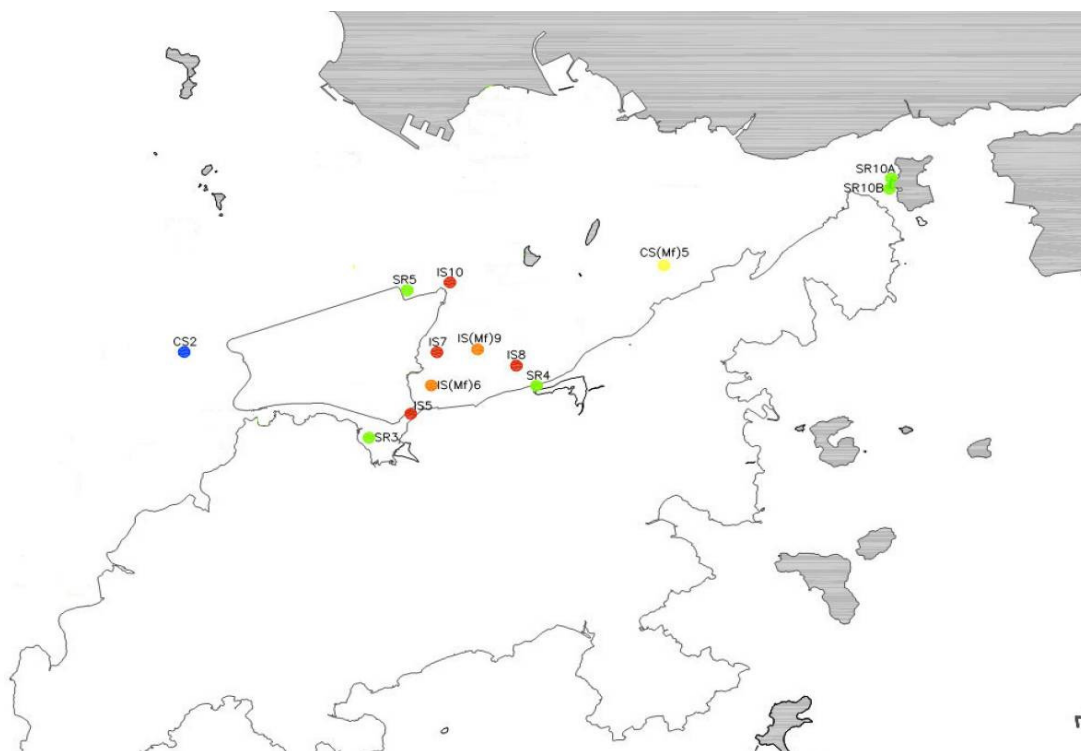 SR10A
SR10B
CS(Mf)5
IS10
SR5
CS2
IS7
IS(Mf)9
IS8
IS(Mf)6
SR4
IS5
SR3